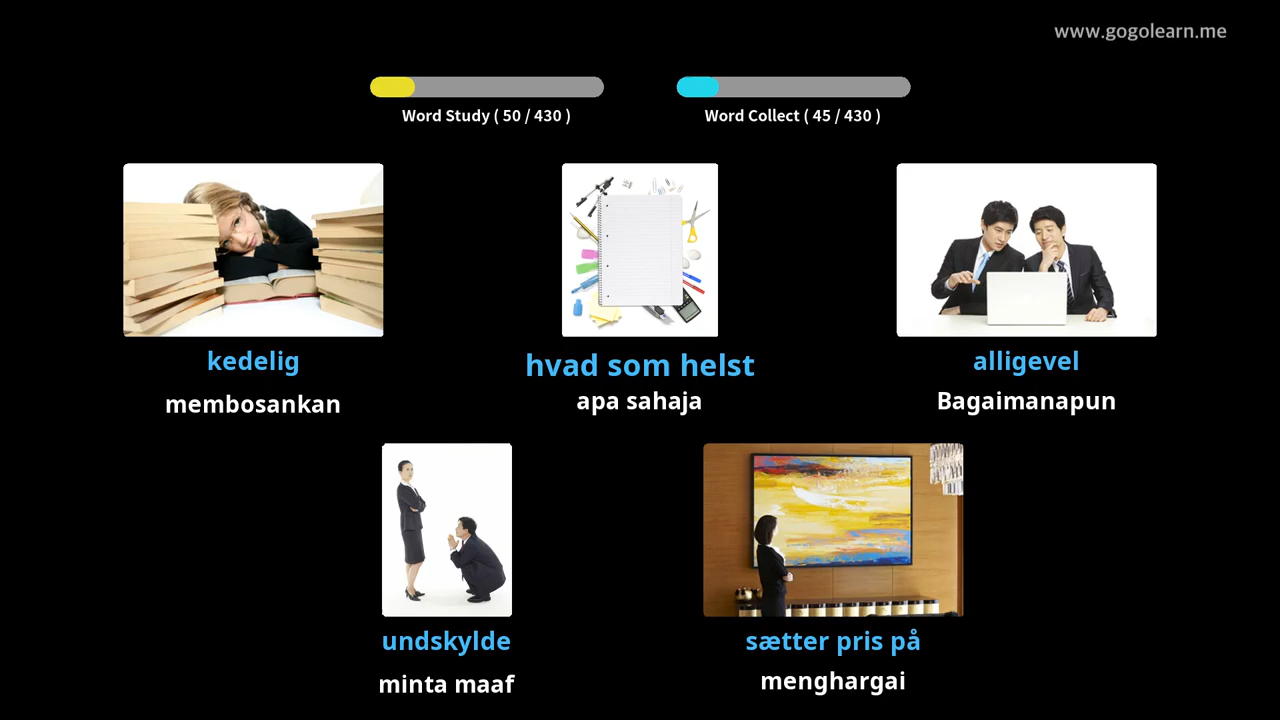 www.gogolearn.me
Word Study ( 50 / 430 )
Word Collect ( 45 / 430 )
kedelig
membosankan
hvad som helst
apa sahaja
alligevel
Bagaimanapun
undskylde
minta maaf
sætter pris på
menghargai